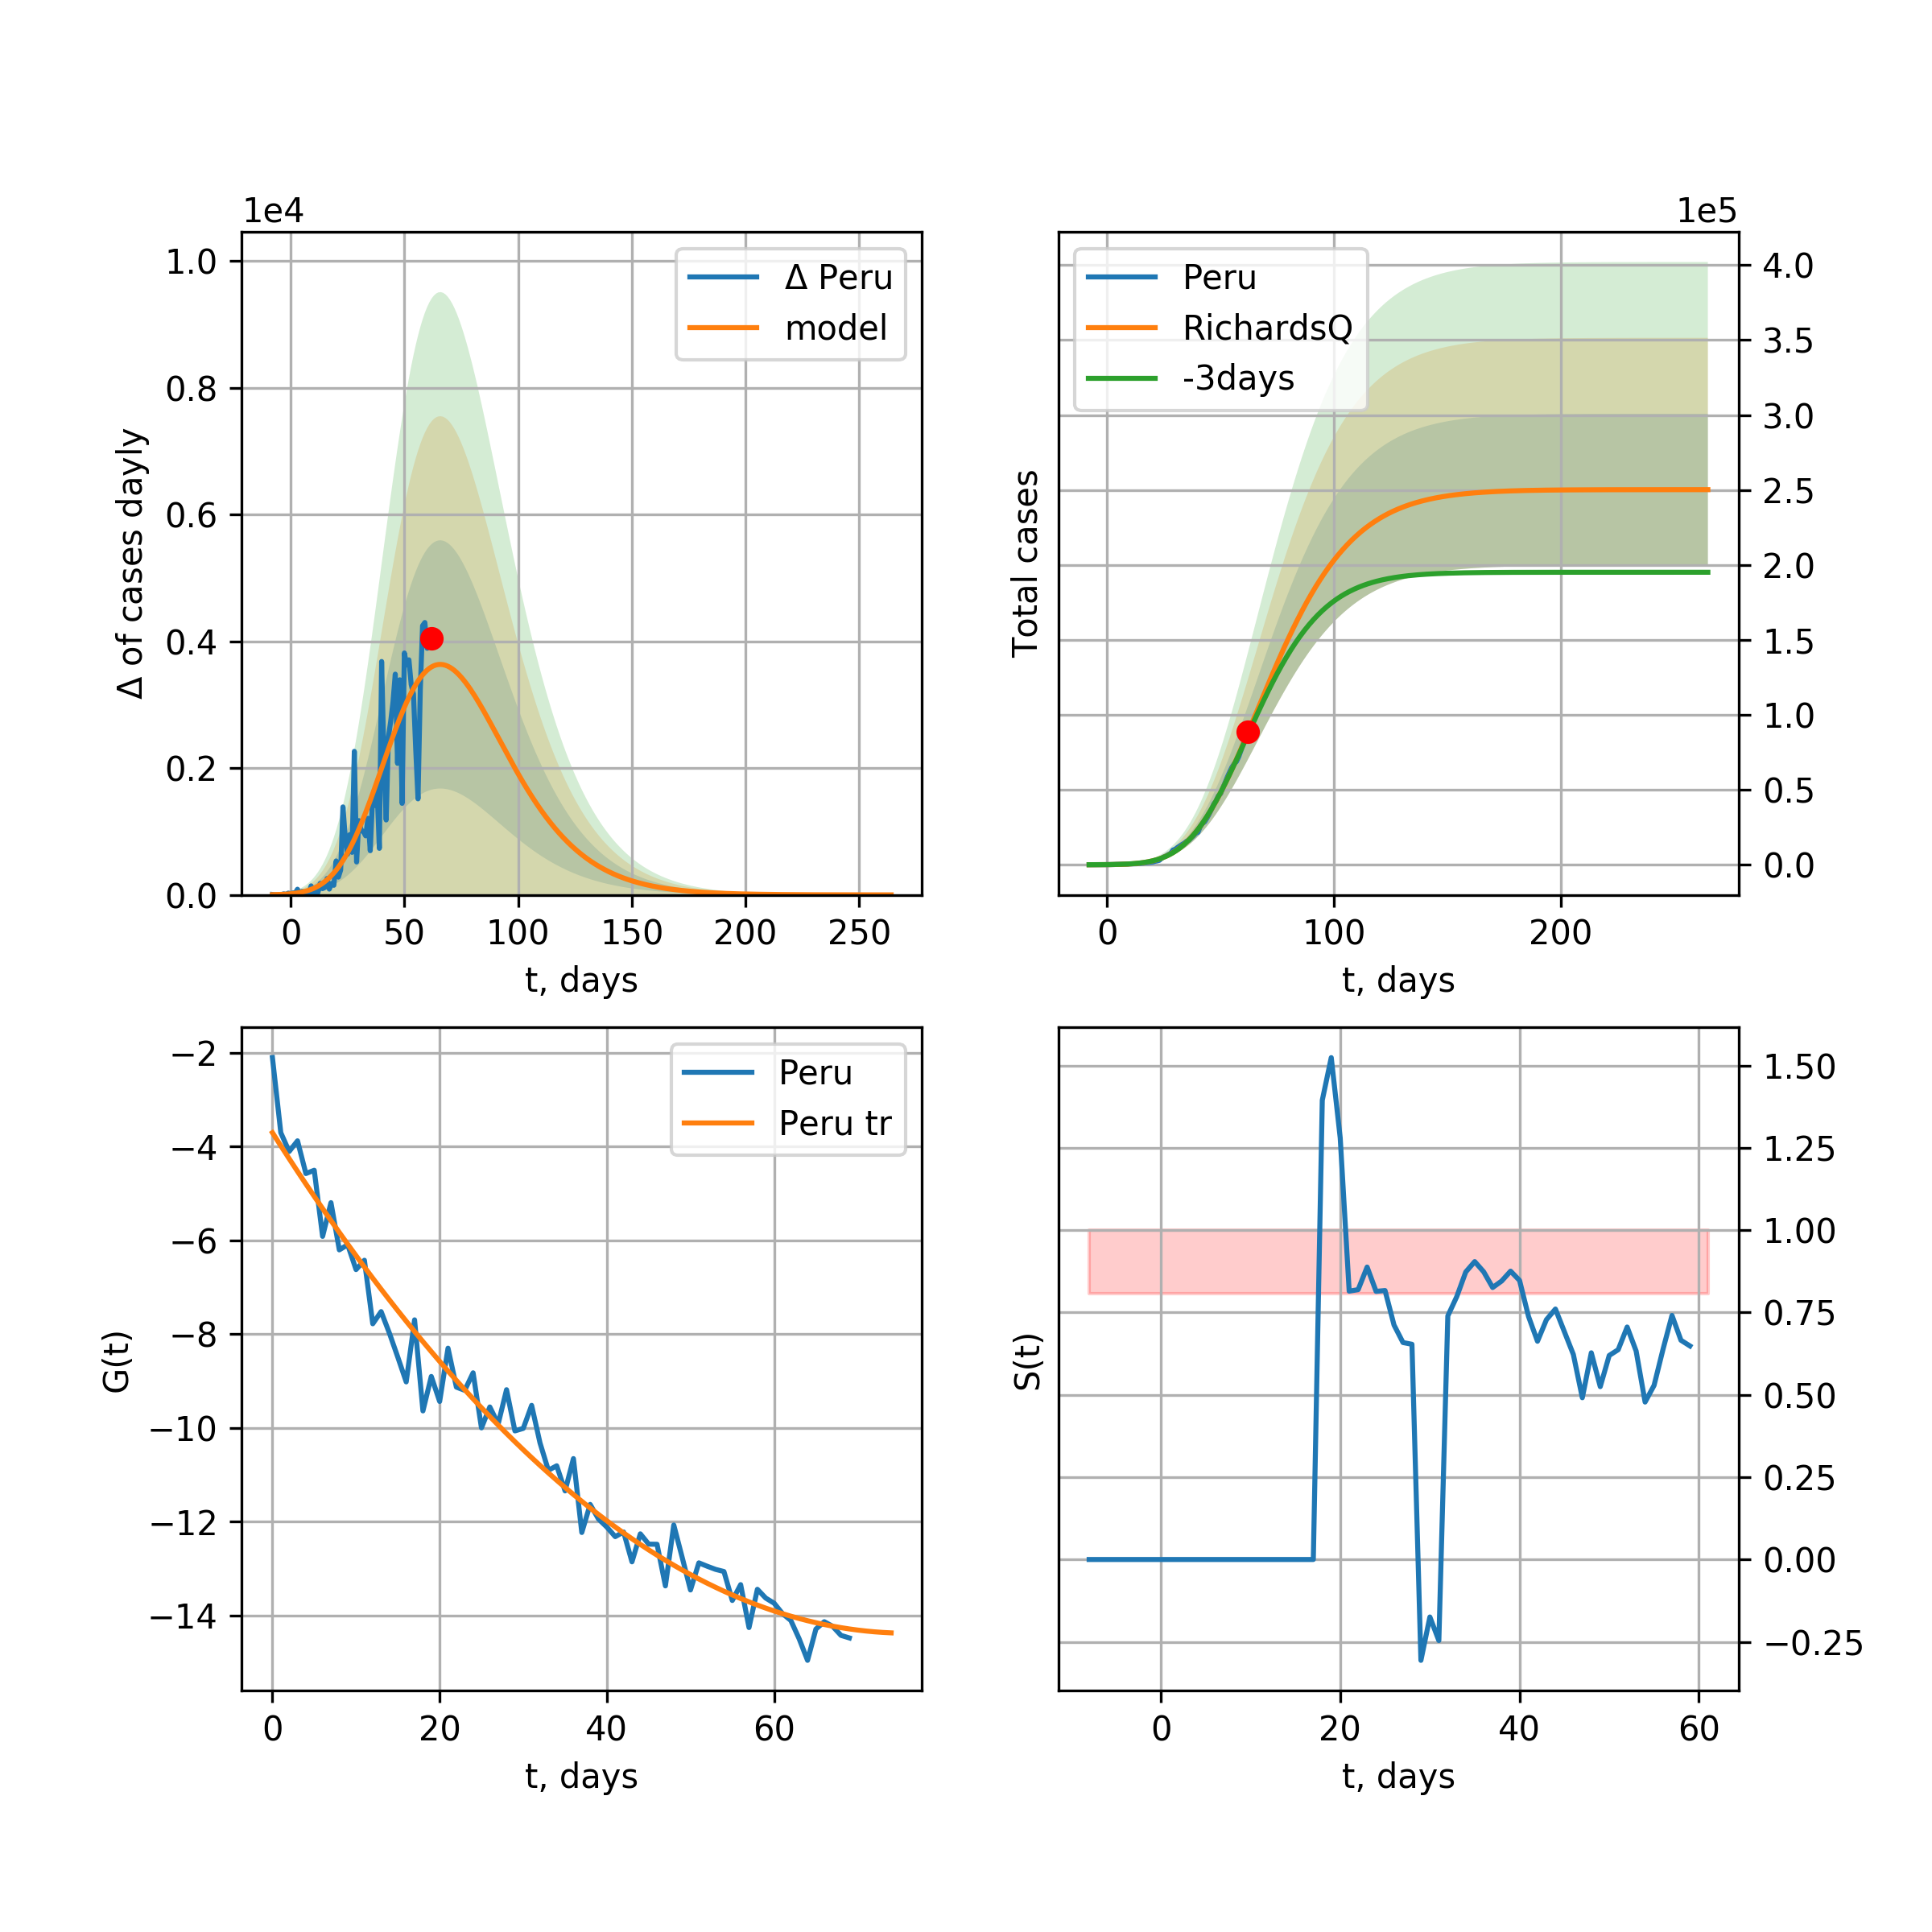 1e4
1.0
0.8
0.6
0.4
0.2
0.0
Δ of cases dayly
Δ Peru
model
0 50 100 150 200 250
t, days
1e5
Peru
RichardsQ
-3days
Total cases
4.0
3.5
3.0
2.5
2.0
1.5
1.0
0.5
0.0
0 100 200
t, days
−2
−4
−6
−8
−10
−12
−14
G(t)
Peru
Peru tr
0 20 40 60
t, days
S(t)
1.50
1.25
1.00
0.75
0.50
0.25
0.00
−0.25
0 20 40 60
t, days